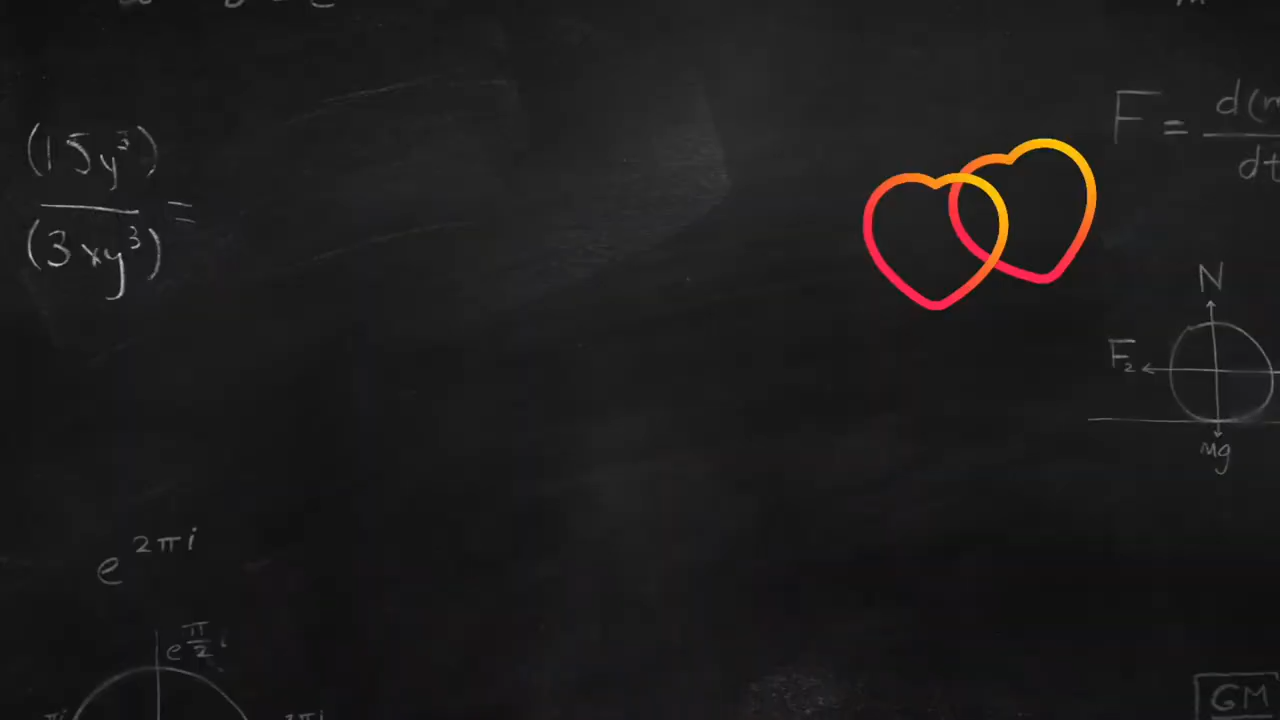 F = d(m
dt
(15y³)
(3xy³) =
N
F₂
Mg
e^2πi
e^π/2 i
GM